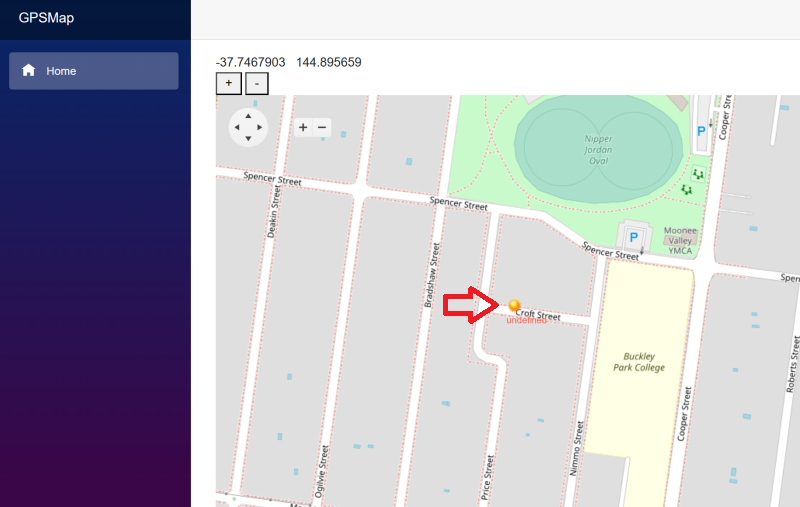 GPSMap
Home
-37.7467903 144.895659
+ -
+ −
Nipper
Jordan
Oval
P
Cooper Stre
Spencer Street
Deakin Street
Spencer Street
Bradshaw Street
P
Moonee
Valley
YMCA
Spencer Street
Spen
Croft Street
undefined
Buckley
Park College
Roberts Street
Cooper Street
Nimmo Street
Price Street
Ogilvie Street